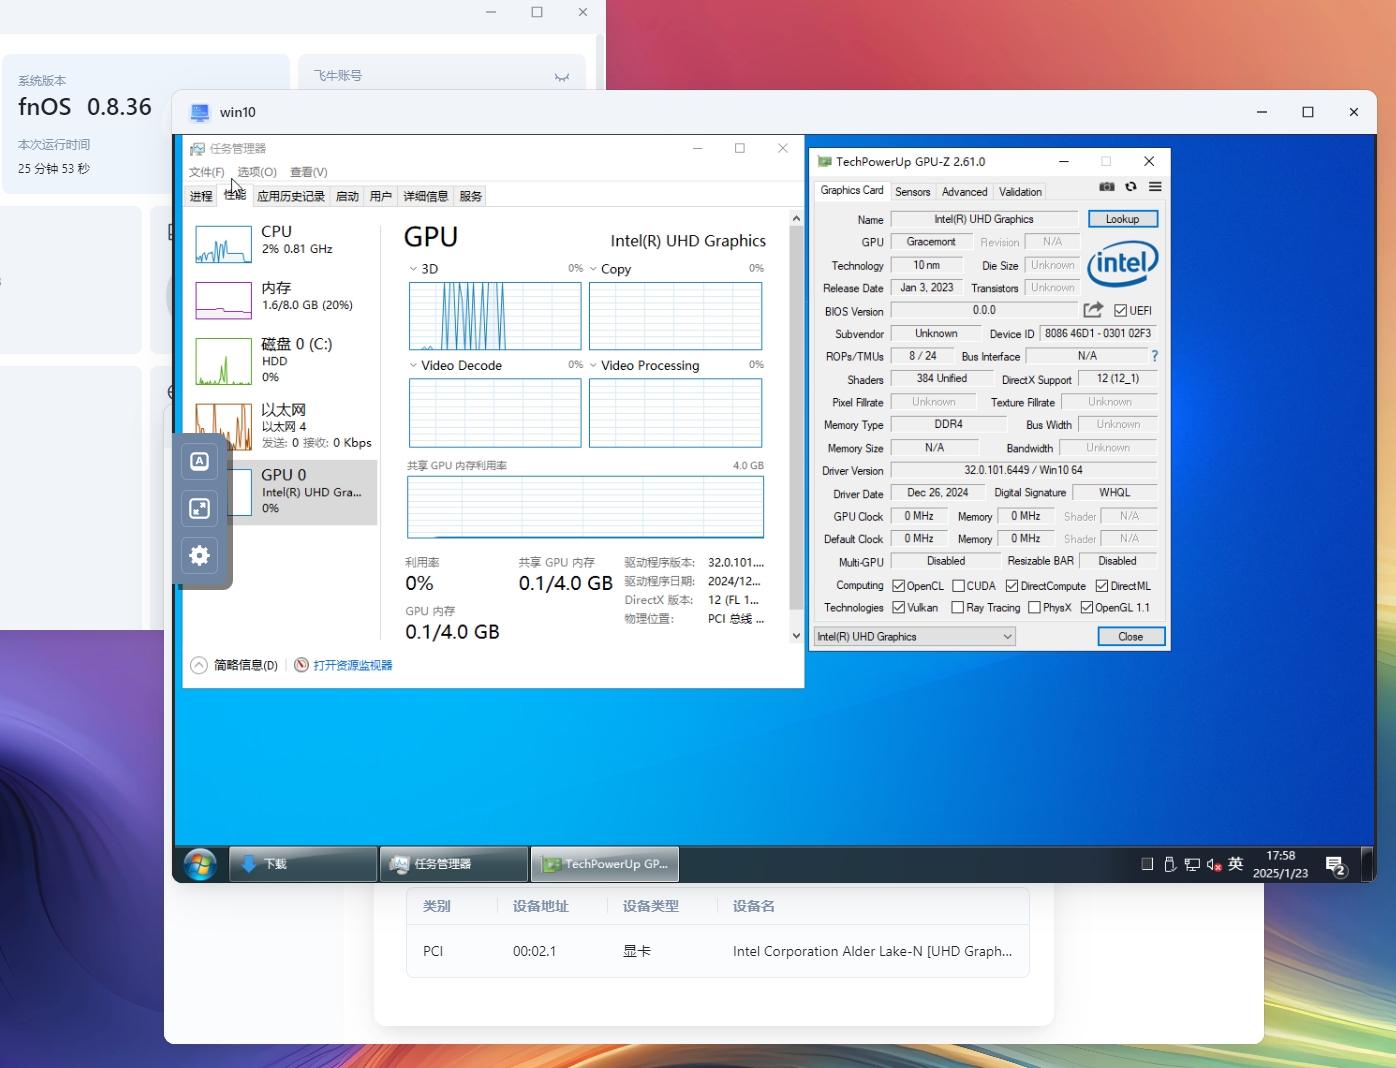 系统版本
fnOS 0.8.36
本次运行时间
25 分钟 53 秒
飞牛账号
win10
任务管理器
文件(F) 选项(O) 查看(V)
进程 性能 应用历史记录 启动 用户 详细信息 服务
CPU
2% 0.81 GHz
内存
1.6/8.0 GB (20%)
磁盘 0 (C:)
HDD
0%
以太网
以太网 4
发送: 0 接收: 0 Kbps
GPU 0
Intel(R) UHD Gra...
0%
GPU
Intel(R) UHD Graphics
3D 0%
Copy 0%
Video Decode 0%
Video Processing 0%
共享 GPU 内存利用率 4.0 GB
利用率
0%
共享 GPU 内存
0.1/4.0 GB
GPU 内存
0.1/4.0 GB
驱动程序版本: 32.0.101....
驱动程序日期: 2024/12...
DirectX 版本: 12 (FL 1...
物理位置: PCI 总线 ...
简略信息(D) 打开资源监视器
TechPowerUp GPU-Z 2.61.0
Graphics Card Sensors Advanced Validation
Name Intel(R) UHD Graphics Lookup
GPU Gracemont Revision N/A
Technology 10 nm Die Size Unknown
Release Date Jan 3, 2023 Transistors Unknown
BIOS Version 0.0.0 UEFI
Subvendor Unknown Device ID 8086 46D1 - 0301 02F3
ROPs/TMUs 8 / 24 Bus Interface N/A ?
Shaders 384 Unified DirectX Support 12 (12_1)
Pixel Fillrate Unknown Texture Fillrate Unknown
Memory Type DDR4 Bus Width Unknown
Memory Size N/A Bandwidth Unknown
Driver Version 32.0.101.6449 / Win10 64
Driver Date Dec 26, 2024 Digital Signature WHQL
GPU Clock 0 MHz Memory 0 MHz Shader N/A
Default Clock 0 MHz Memory 0 MHz Shader N/A
Multi-GPU Disabled Resizable BAR Disabled
Computing OpenCL CUDA DirectCompute DirectML
Technologies Vulkan Ray Tracing PhysX OpenGL 1.1
Intel(R) UHD Graphics Close
intel
A
下载
任务管理器
TechPowerUp GP...
英
17:58
2025/1/23
2
类别 设备地址 设备类型 设备名
PCI 00:02.1 显卡 Intel Corporation Alder Lake-N [UHD Graph...